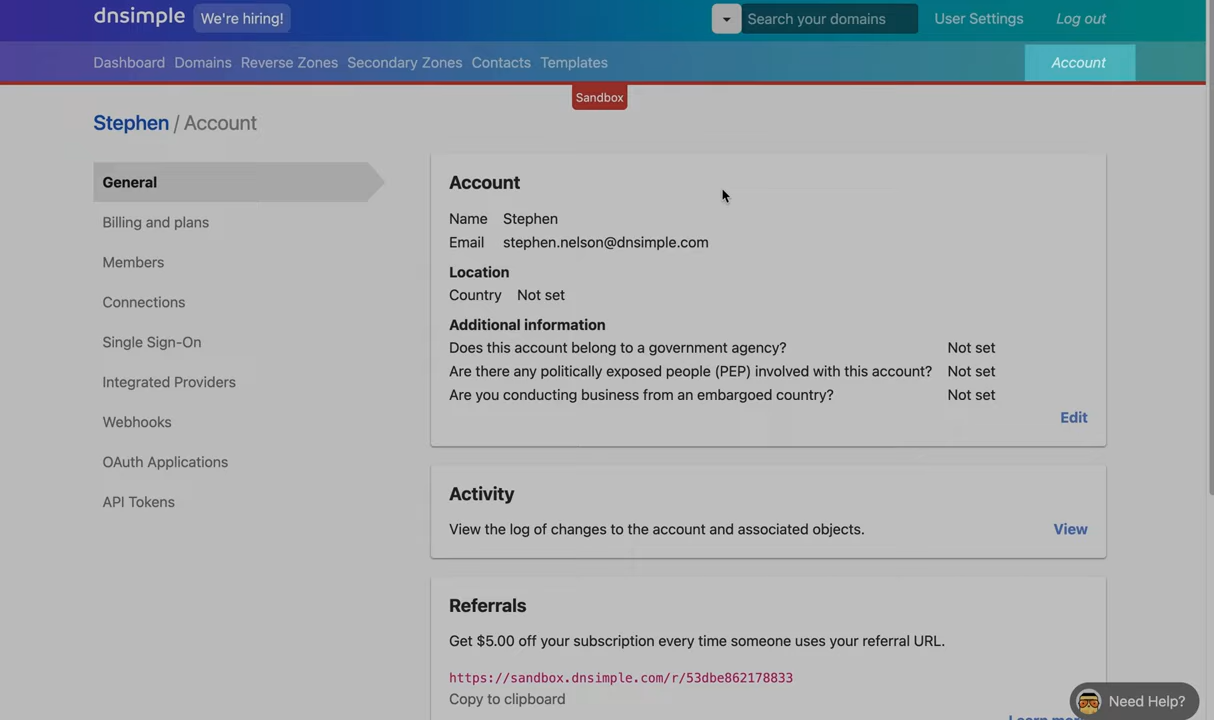 dnsimple We're hiring! Search your domains User Settings Log out
Dashboard Domains Reverse Zones Secondary Zones Contacts Templates Account
Sandbox
Stephen / Account
General
Billing and plans
Members
Connections
Single Sign-On
Integrated Providers
Webhooks
OAuth Applications
API Tokens
Account
Name Stephen
Email stephen.nelson@dnsimple.com
Location
Country Not set
Additional information
Does this account belong to a government agency? Not set
Are there any politically exposed people (PEP) involved with this account? Not set
Are you conducting business from an embargoed country? Not set
Edit
Activity
View the log of changes to the account and associated objects. View
Referrals
Get $5.00 off your subscription every time someone uses your referral URL.
https://sandbox.dnsimple.com/r/53dbe862178833
Copy to clipboard
Need Help?